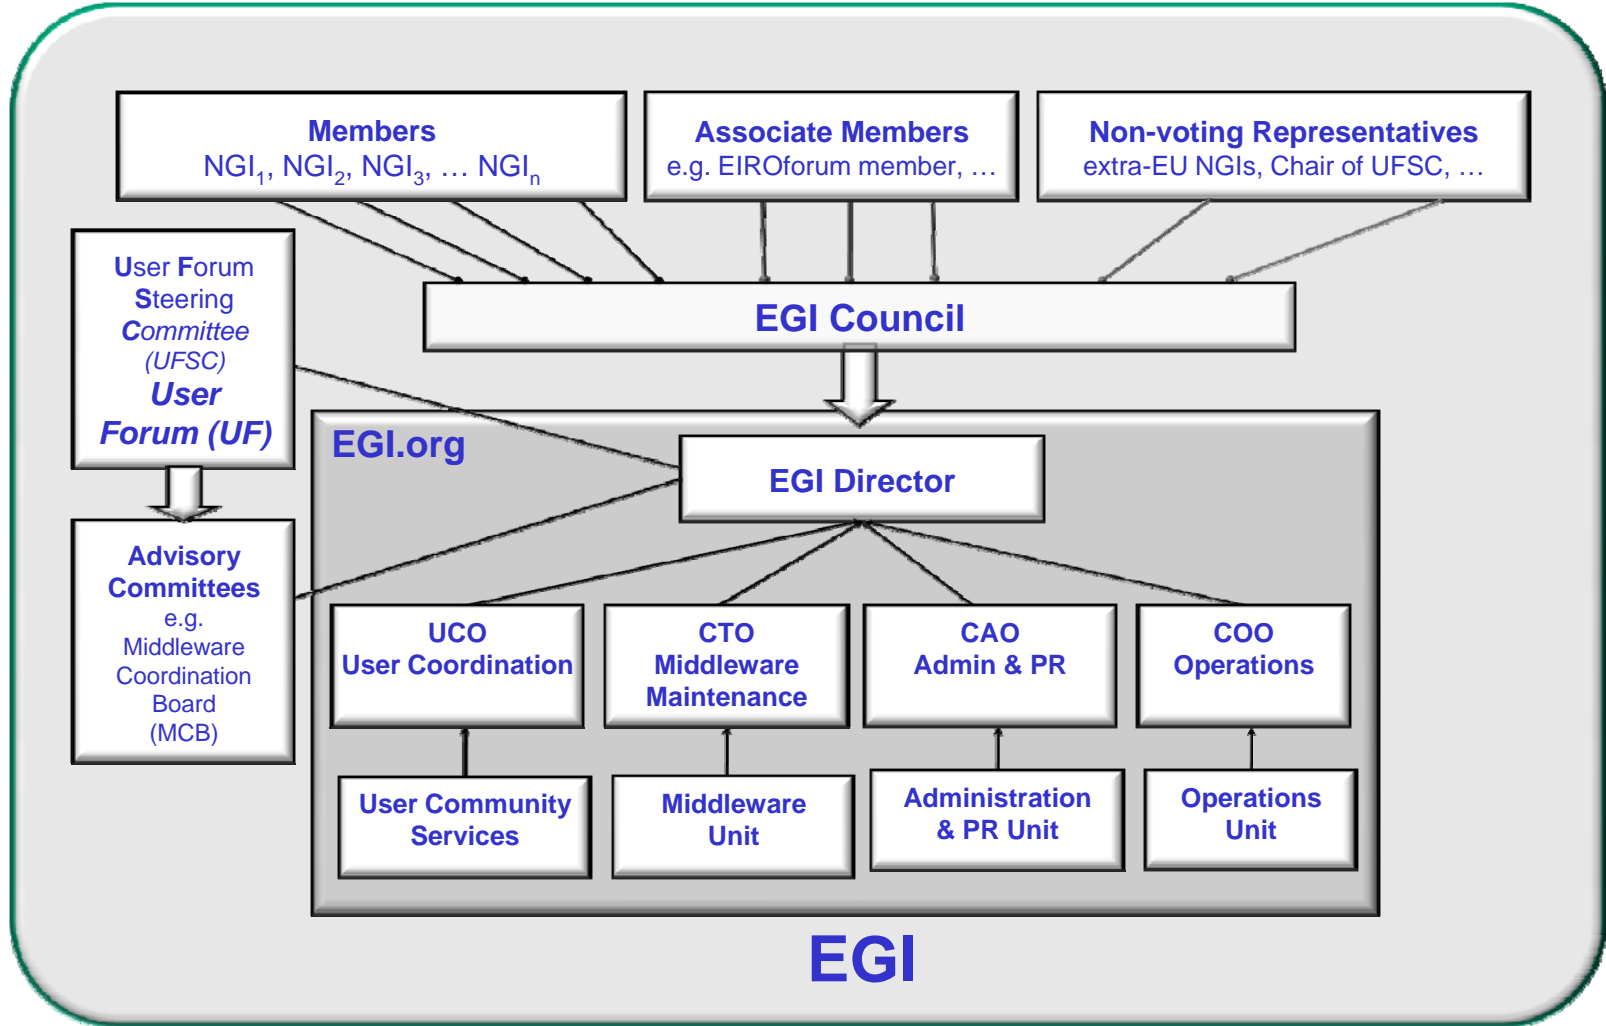 Members
NGI₁, NGI₂, NGI₃, … NGIₙ
Associate Members
e.g. EIROforum member, …
Non-voting Representatives
extra-EU NGIs, Chair of UFSC, …
User Forum
Steering
Committee
(UFSC)
User
Forum (UF)
EGI Council
EGI.org
EGI Director
Advisory
Committees
e.g.
Middleware
Coordination
Board
(MCB)
UCO
User Coordination
CTO
Middleware
Maintenance
CAO
Admin & PR
COO
Operations
User Community
Services
Middleware
Unit
Administration
& PR Unit
Operations
Unit
EGI